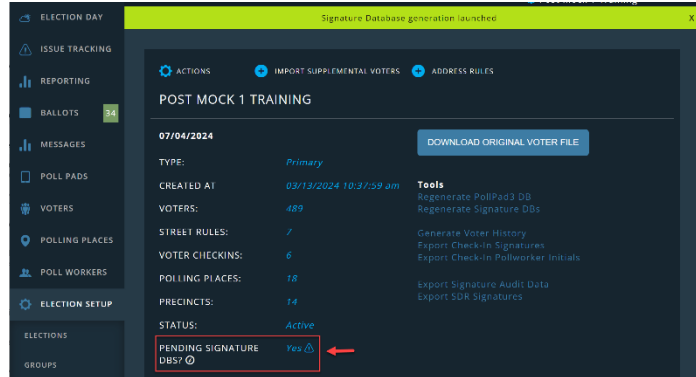 Signature Database generation launched
X
ELECTION DAY
ISSUE TRACKING
REPORTING
BALLOTS 34
MESSAGES
POLL PADS
VOTERS
POLLING PLACES
POLL WORKERS
ELECTION SETUP
ELECTIONS
GROUPS
ACTIONS
IMPORT SUPPLEMENTAL VOTERS
ADDRESS RULES
POST MOCK 1 TRAINING
07/04/2024
TYPE: Primary
CREATED AT 03/13/2024 10:37:59 am
VOTERS: 489
STREET RULES: 7
VOTER CHECKINS: 6
POLLING PLACES: 18
PRECINCTS: 14
STATUS: Active
PENDING SIGNATURE
DBS? Yes
DOWNLOAD ORIGINAL VOTER FILE
Tools
Regenerate PollPad3 DB
Regenerate Signature DBs
Generate Voter History
Export Check-In Signatures
Export Check-In Pollworker Initials
Export Signature Audit Data
Export SDR Signatures